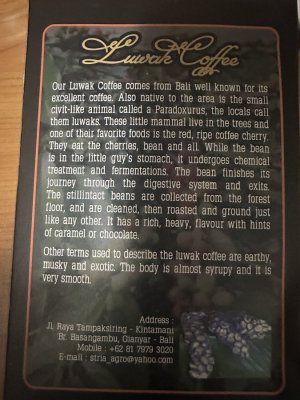 Luwak Coffee
Our Luwak Coffee comes from Bali well known for its
excellent coffee. Also native to the area is the small
civit-like animal called a Paradoxurus, the locals call
them luwaks. These little mammal live in the trees and
one of their favorite foods is the red, ripe coffee cherry.
They eat the cherries, bean and all. While the bean
is in the little guy's stomach, it undergoes chemical
treatment and fermentations. The bean finishes its
journey through the digestive system and exits.
The stillintact beans are collected from the forest
floor, and are cleaned, then roasted and ground just
like any other. It has a rich, heavy, flavour with hints
of caramel or chocolate.
Other terms used to describe the luwak coffee are earthy,
musky and exotic. The body is almost syrupy and it is
very smooth.
Address :
Jl. Raya Tampaksiring - Kintamani
Br. Basangambu, Gianyar - Bali
Mobile : +62 81 7979 3020
E-mail : stria_agro@yahoo.com